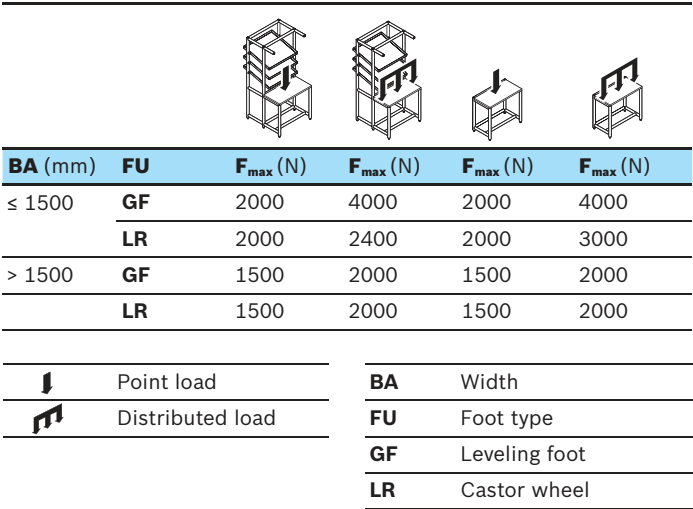 BA (mm) FU Fmax (N) Fmax (N) Fmax (N) Fmax (N)
≤ 1500 GF 2000 4000 2000 4000
LR 2000 2400 2000 3000
> 1500 GF 1500 2000 1500 2000
LR 1500 2000 1500 2000
Point load
Distributed load
BA Width
FU Foot type
GF Leveling foot
LR Castor wheel